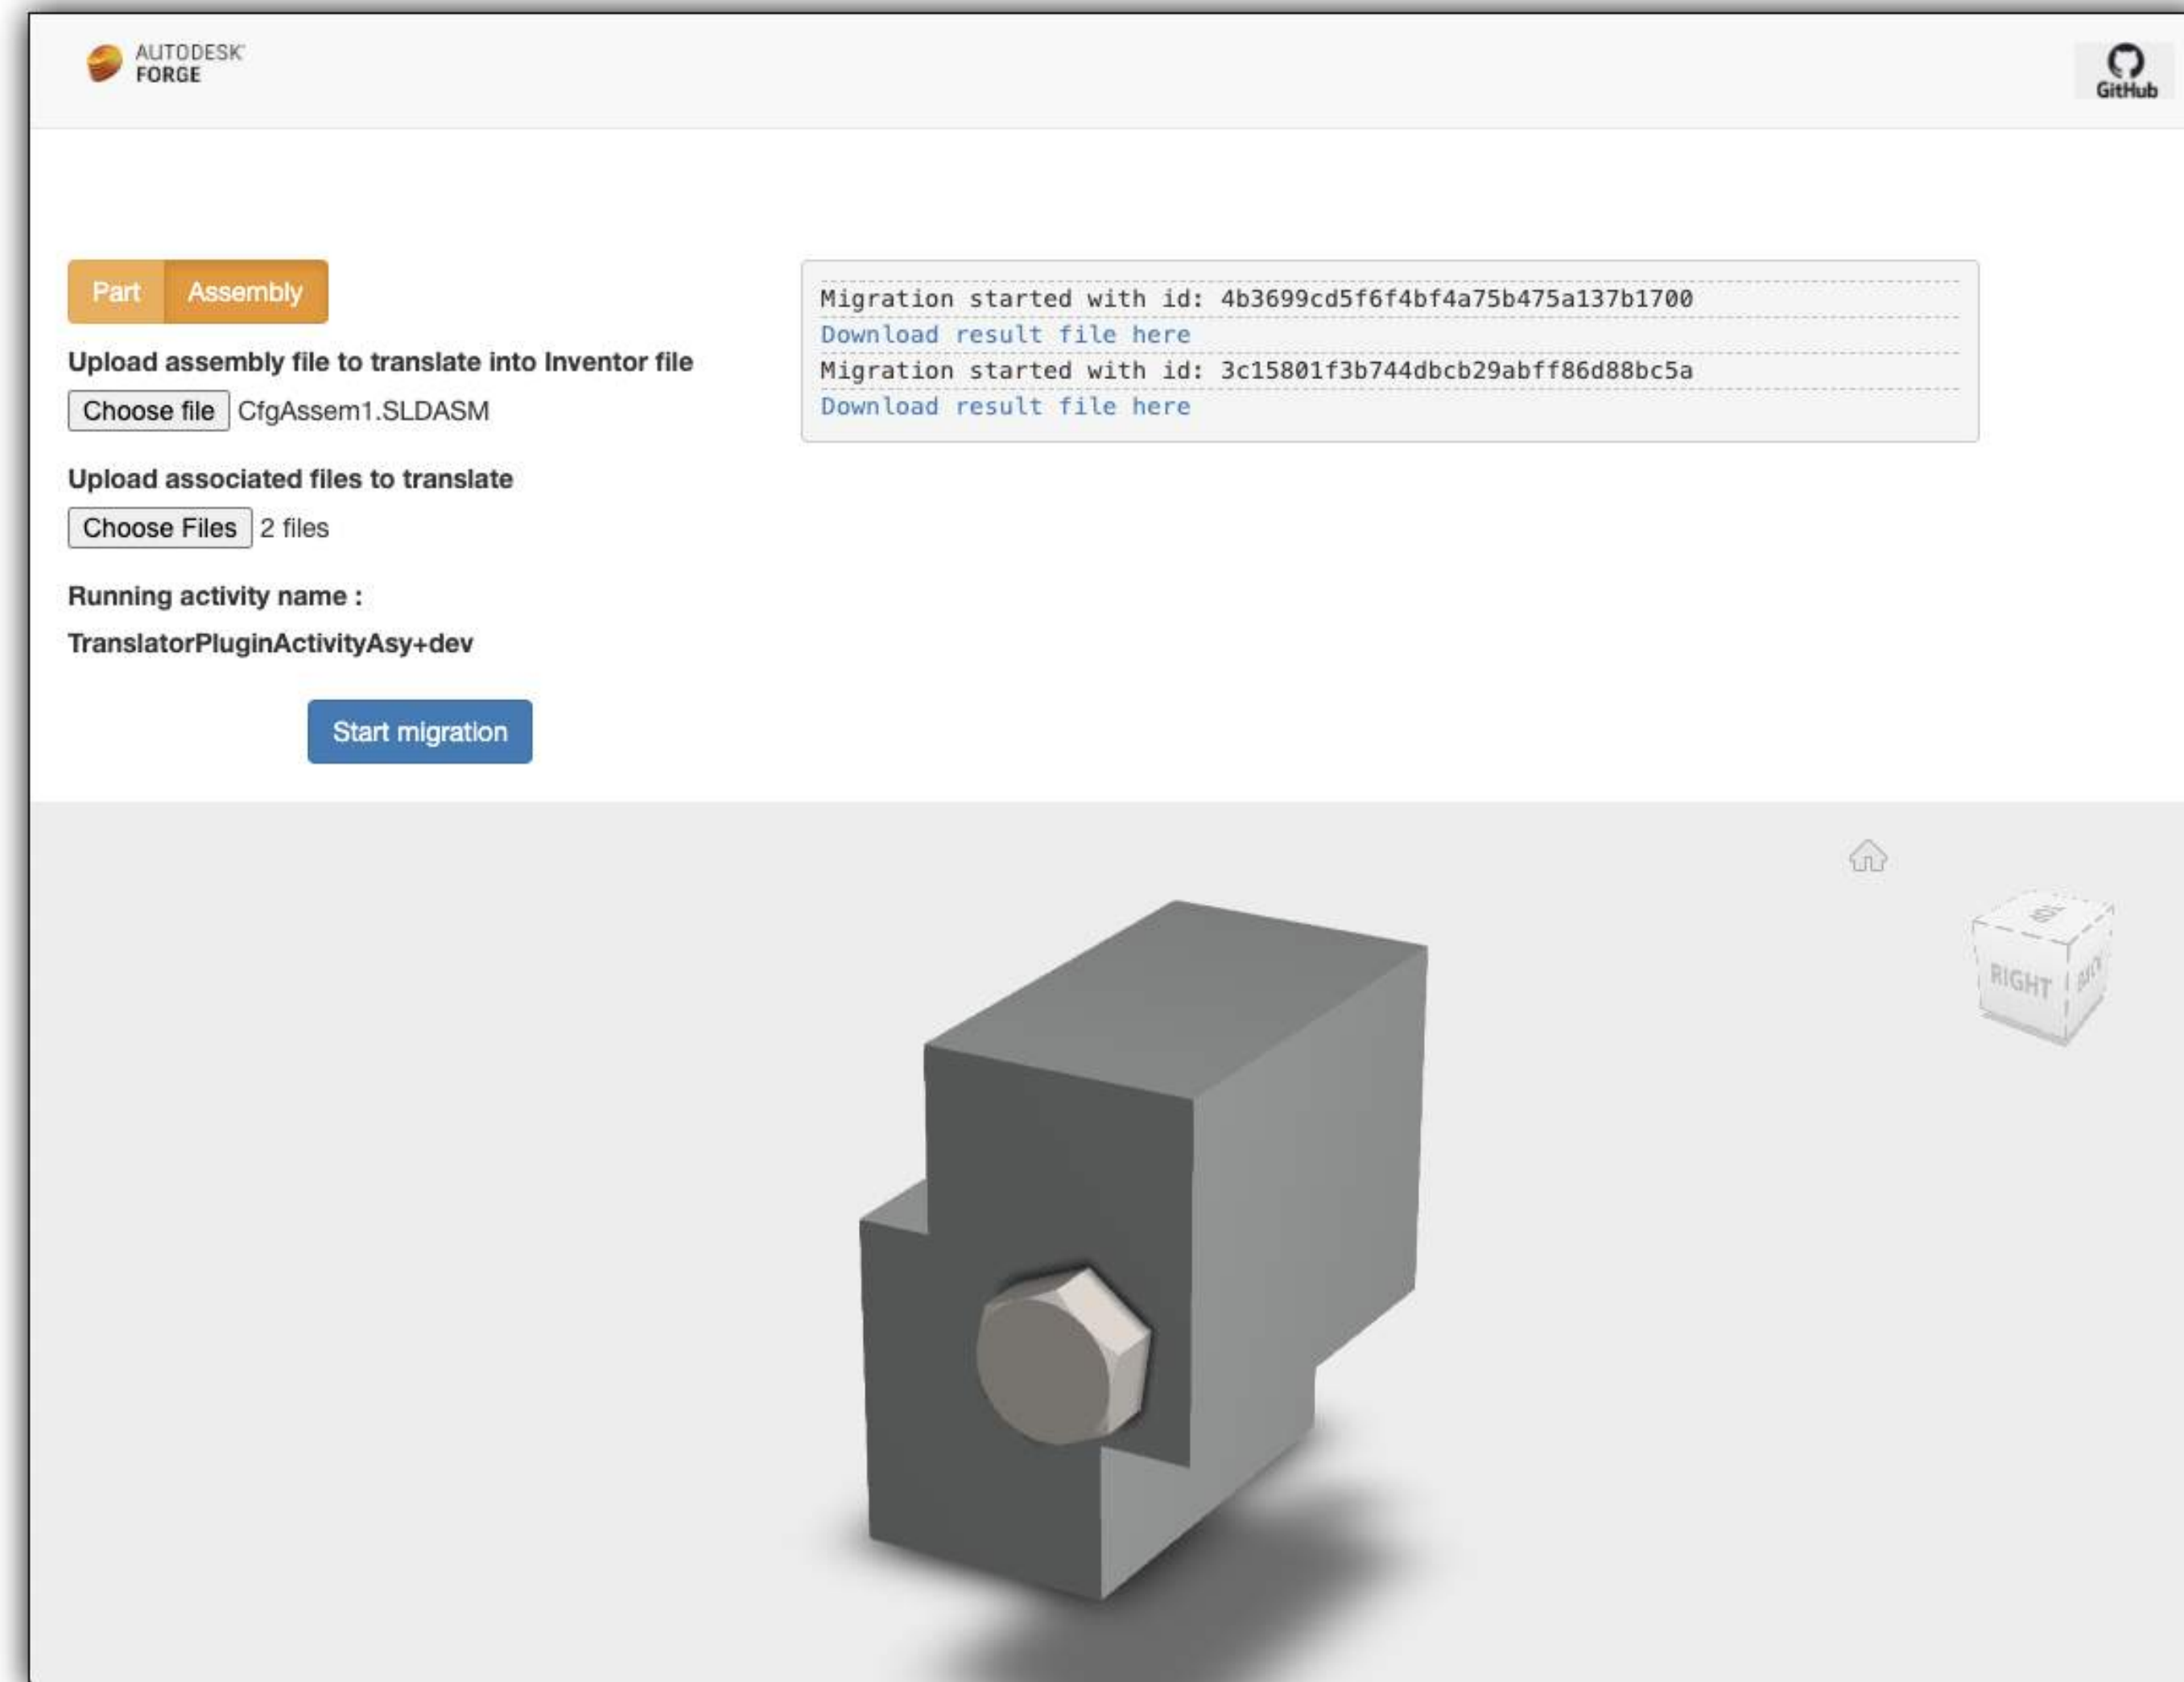 AUTODESK
FORGE
GitHub
Part Assembly
Upload assembly file to translate into Inventor file
Choose file CfgAssem1.SLDASM
Upload associated files to translate
Choose Files 2 files
Running activity name :
TranslatorPluginActivityAsy+dev
Start migration
Migration started with id: 4b3699cd5f6f4bf4a75b475a137b1700
Download result file here
Migration started with id: 3c15801f3b744dbcb29abff86d88bc5a
Download result file here
RIGHT